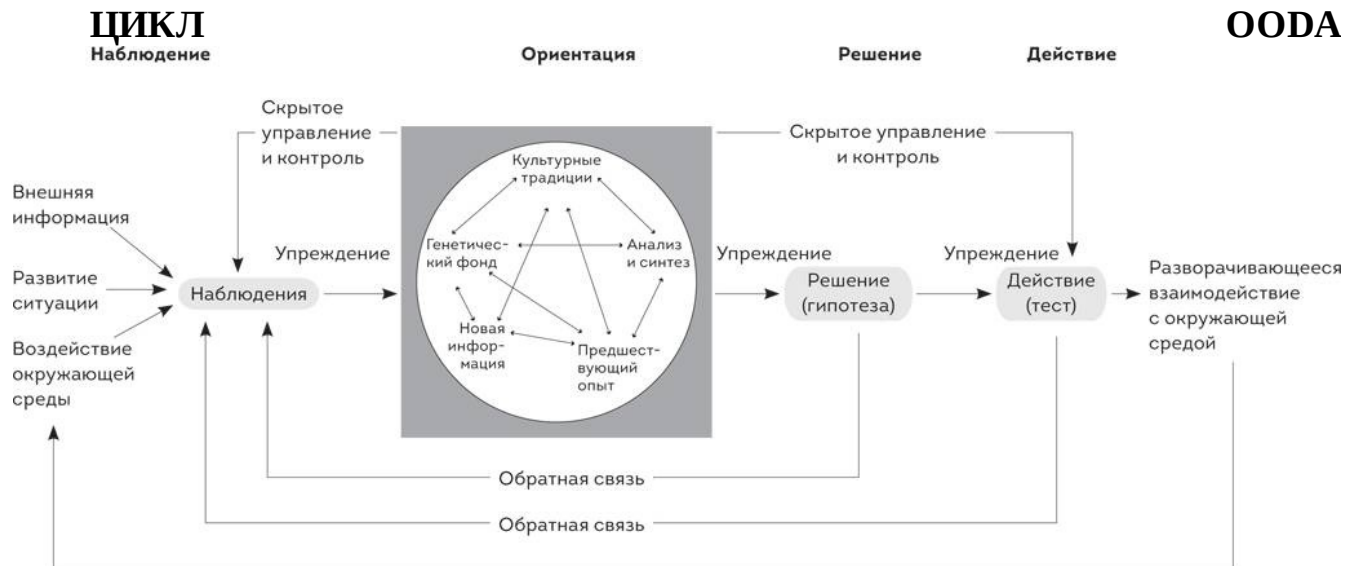 ЦИКЛ OODA
Наблюдение Ориентация Решение Действие
Скрытое
управление
и контроль
Скрытое управление
и контроль
Внешняя
информация
Развитие
ситуации
Воздействие
окружающей
среды
Наблюдения
Упреждение
Культурные
традиции
Генетичес-
кий фонд
Анализ
и синтез
Новая
инфор-
мация
Предшест-
вующий
опыт
Упреждение
Решение
(гипотеза)
Упреждение
Действие
(тест)
Разворачивающееся
взаимодействие
с окружающей
средой
Обратная связь
Обратная связь